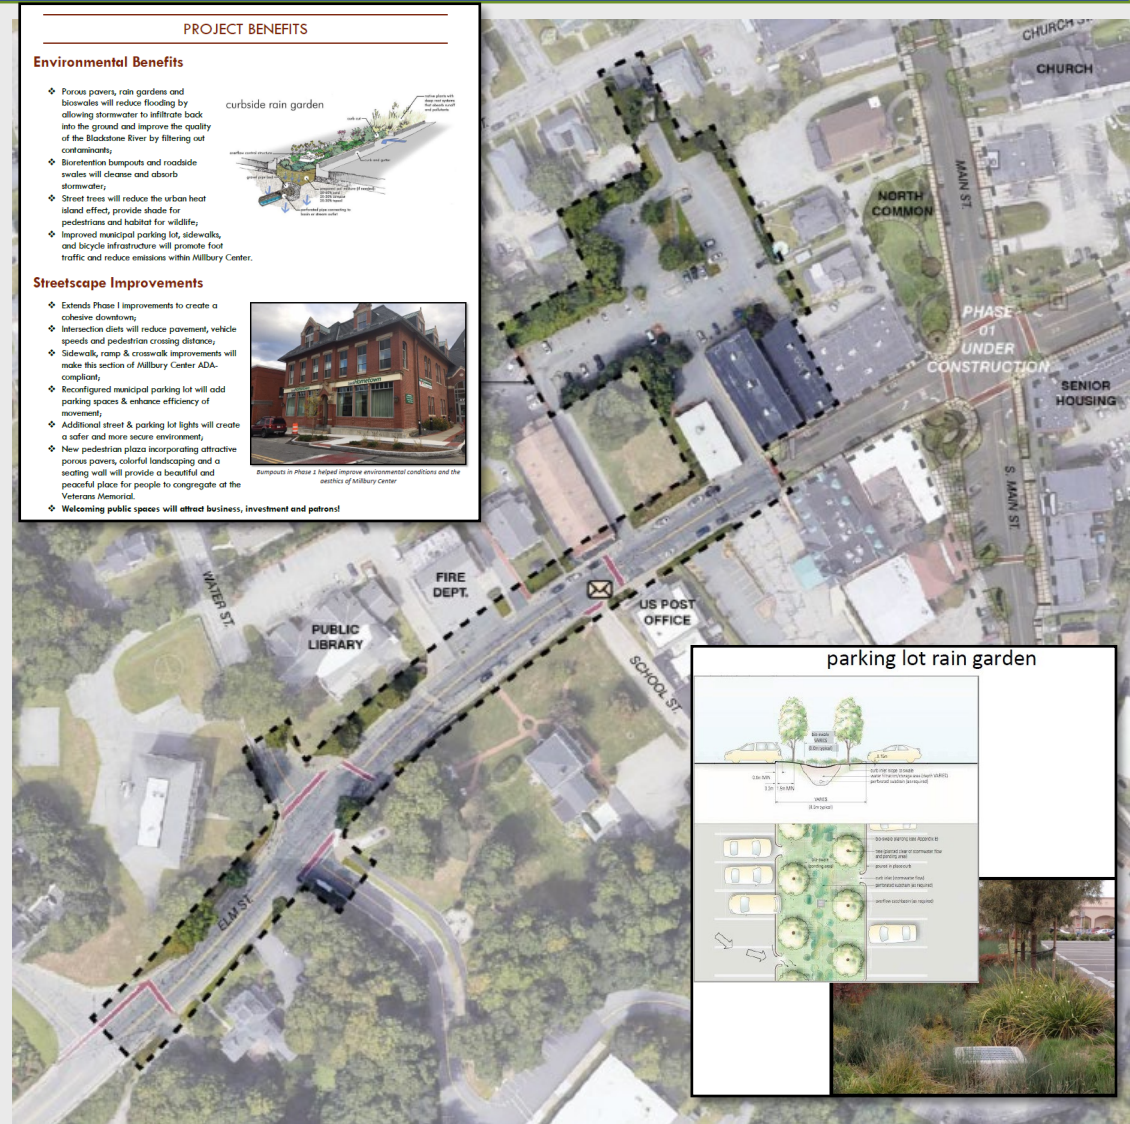 PROJECT BENEFITS
Environmental Benefits
❖ Porous pavers, rain gardens and
bioswales will reduce flooding by
allowing stormwater to infiltrate back
into the ground and improve the quality
of the Blackstone River by filtering out
contaminants;
❖ Bioretention bumpouts and roadside
swales will cleanse and absorb
stormwater;
❖ Street trees will reduce the urban heat
island effect, provide shade for
pedestrians and habitat for wildlife;
❖ Improved municipal parking lot, sidewalks,
and bicycle infrastructure will promote foot
traffic and reduce emissions within Millbury Center.
curbside rain garden
Streetscape Improvements
❖ Extends Phase I improvements to create a
cohesive downtown;
❖ Intersection diets will reduce pavement, vehicle
speeds and pedestrian crossing distance;
❖ Sidewalk, ramp & crosswalk improvements will
make this section of Millbury Center ADA-
compliant;
❖ Reconfigured municipal parking lot will add
parking spaces & enhance efficiency of
movement;
❖ Additional street & parking lot lights will create
a safer and more secure environment;
❖ New pedestrian plaza incorporating attractive
porous pavers, colorful landscaping and a
seating wall will provide a beautiful and
peaceful place for people to congregate at the
Veterans Memorial.
❖ Welcoming public spaces will attract business, investment and patrons!
Bumpouts in Phase 1 helped improve environmental conditions and the
aesthics of Millbury Center
CHURCH ST.
CHURCH
MAIN ST.
NORTH
COMMON
PHASE
01
UNDER
CONSTRUCTION
SENIOR
HOUSING
S. MAIN ST.
WATER ST.
FIRE
DEPT.
PUBLIC
LIBRARY
US POST
OFFICE
SCHOOL ST.
ELM ST.
parking lot rain garden